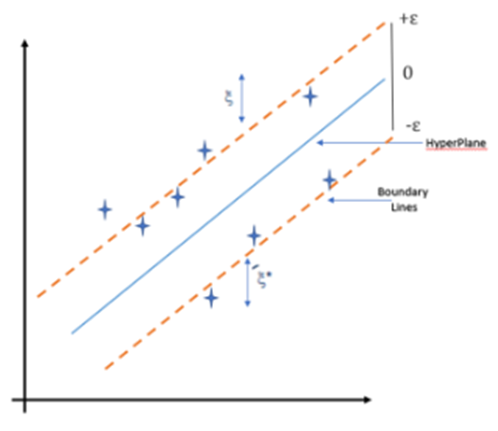 +ε
0
-ε
ξ
HyperPlane
Boundary
Lines
ξ*